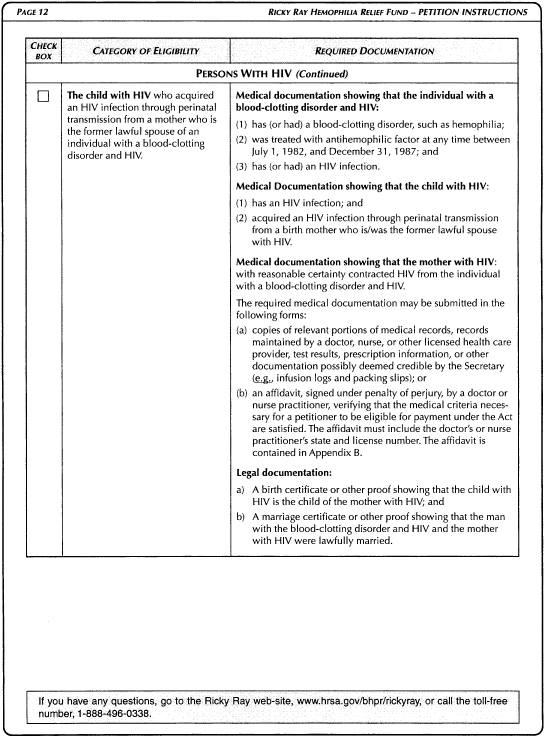 PAGE 12 RICKY RAY HEMOPHILIA RELIEF FUND – PETITION INSTRUCTIONS
CHECK
BOX
CATEGORY OF ELIGIBILITY
REQUIRED DOCUMENTATION
PERSONS WITH HIV (Continued)
The child with HIV who acquired
an HIV infection through perinatal
transmission from a mother who is
the former lawful spouse of an
individual with a blood-clotting
disorder and HIV.
Medical documentation showing that the individual with a
blood-clotting disorder and HIV:
(1) has (or had) a blood-clotting disorder, such as hemophilia;
(2) was treated with antihemophilic factor at any time between
July 1, 1982, and December 31, 1987; and
(3) has (or had) an HIV infection.
Medical Documentation showing that the child with HIV:
(1) has an HIV infection; and
(2) acquired an HIV infection through perinatal transmission
from a birth mother who is/was the former lawful spouse
with HIV.
Medical documentation showing that the mother with HIV:
with reasonable certainty contracted HIV from the individual
with a blood-clotting disorder and HIV.
The required medical documentation may be submitted in the
following forms:
(a) copies of relevant portions of medical records, records
maintained by a doctor, nurse, or other licensed health care
provider, test results, prescription information, or other
documentation possibly deemed credible by the Secretary
(e.g., infusion logs and packing slips); or
(b) an affidavit, signed under penalty of perjury, by a doctor or
nurse practitioner, verifying that the medical criteria neces-
sary for a petitioner to be eligible for payment under the Act
are satisfied. The affidavit must include the doctor's or nurse
practitioner's state and license number. The affidavit is
contained in Appendix B.
Legal documentation:
a) A birth certificate or other proof showing that the child with
HIV is the child of the mother with HIV; and
b) A marriage certificate or other proof showing that the man
with the blood-clotting disorder and HIV and the mother
with HIV were lawfully married.
If you have any questions, go to the Ricky Ray web-site, www.hrsa.gov/bhpr/rickyray, or call the toll-free
number, 1-888-496-0338.